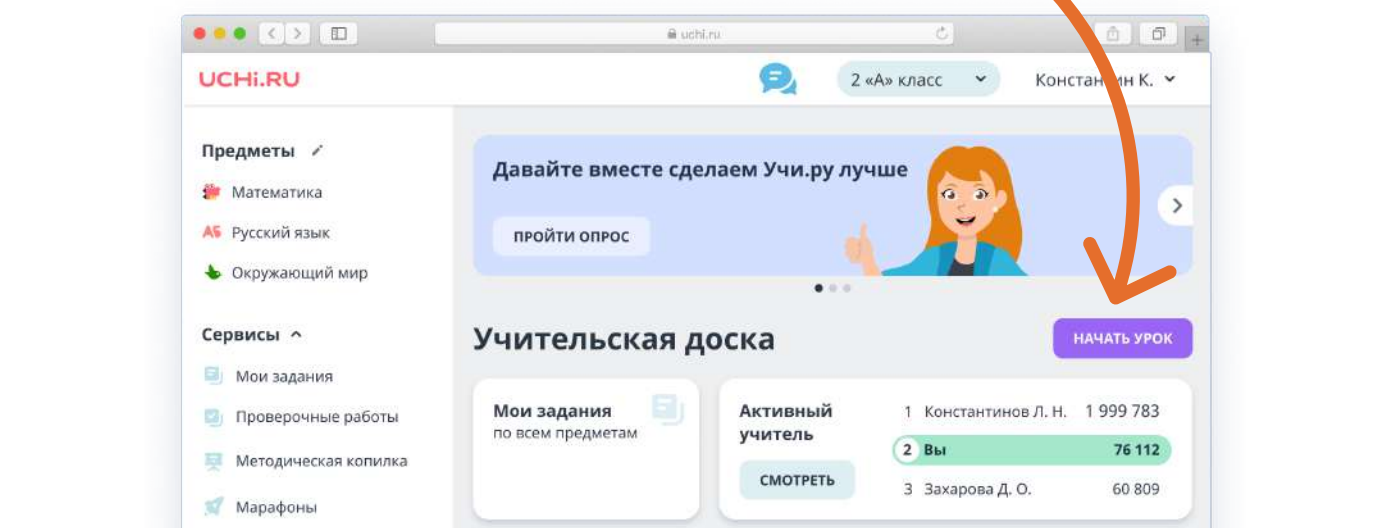 uchi.ru
UCHi.RU
2 «А» класс
Константин К.
Предметы
Математика
АБ Русский язык
Окружающий мир
Сервисы
Мои задания
Проверочные работы
Методическая копилка
Марафоны
Давайте вместе сделаем Учи.ру лучше
ПРОЙТИ ОПРОС
Учительская доска
НАЧАТЬ УРОК
Мои задания
по всем предметам
Активный
учитель
СМОТРЕТЬ
1 Константинов Л. Н. 1 999 783
2 Вы 76 112
3 Захарова Д. О. 60 809